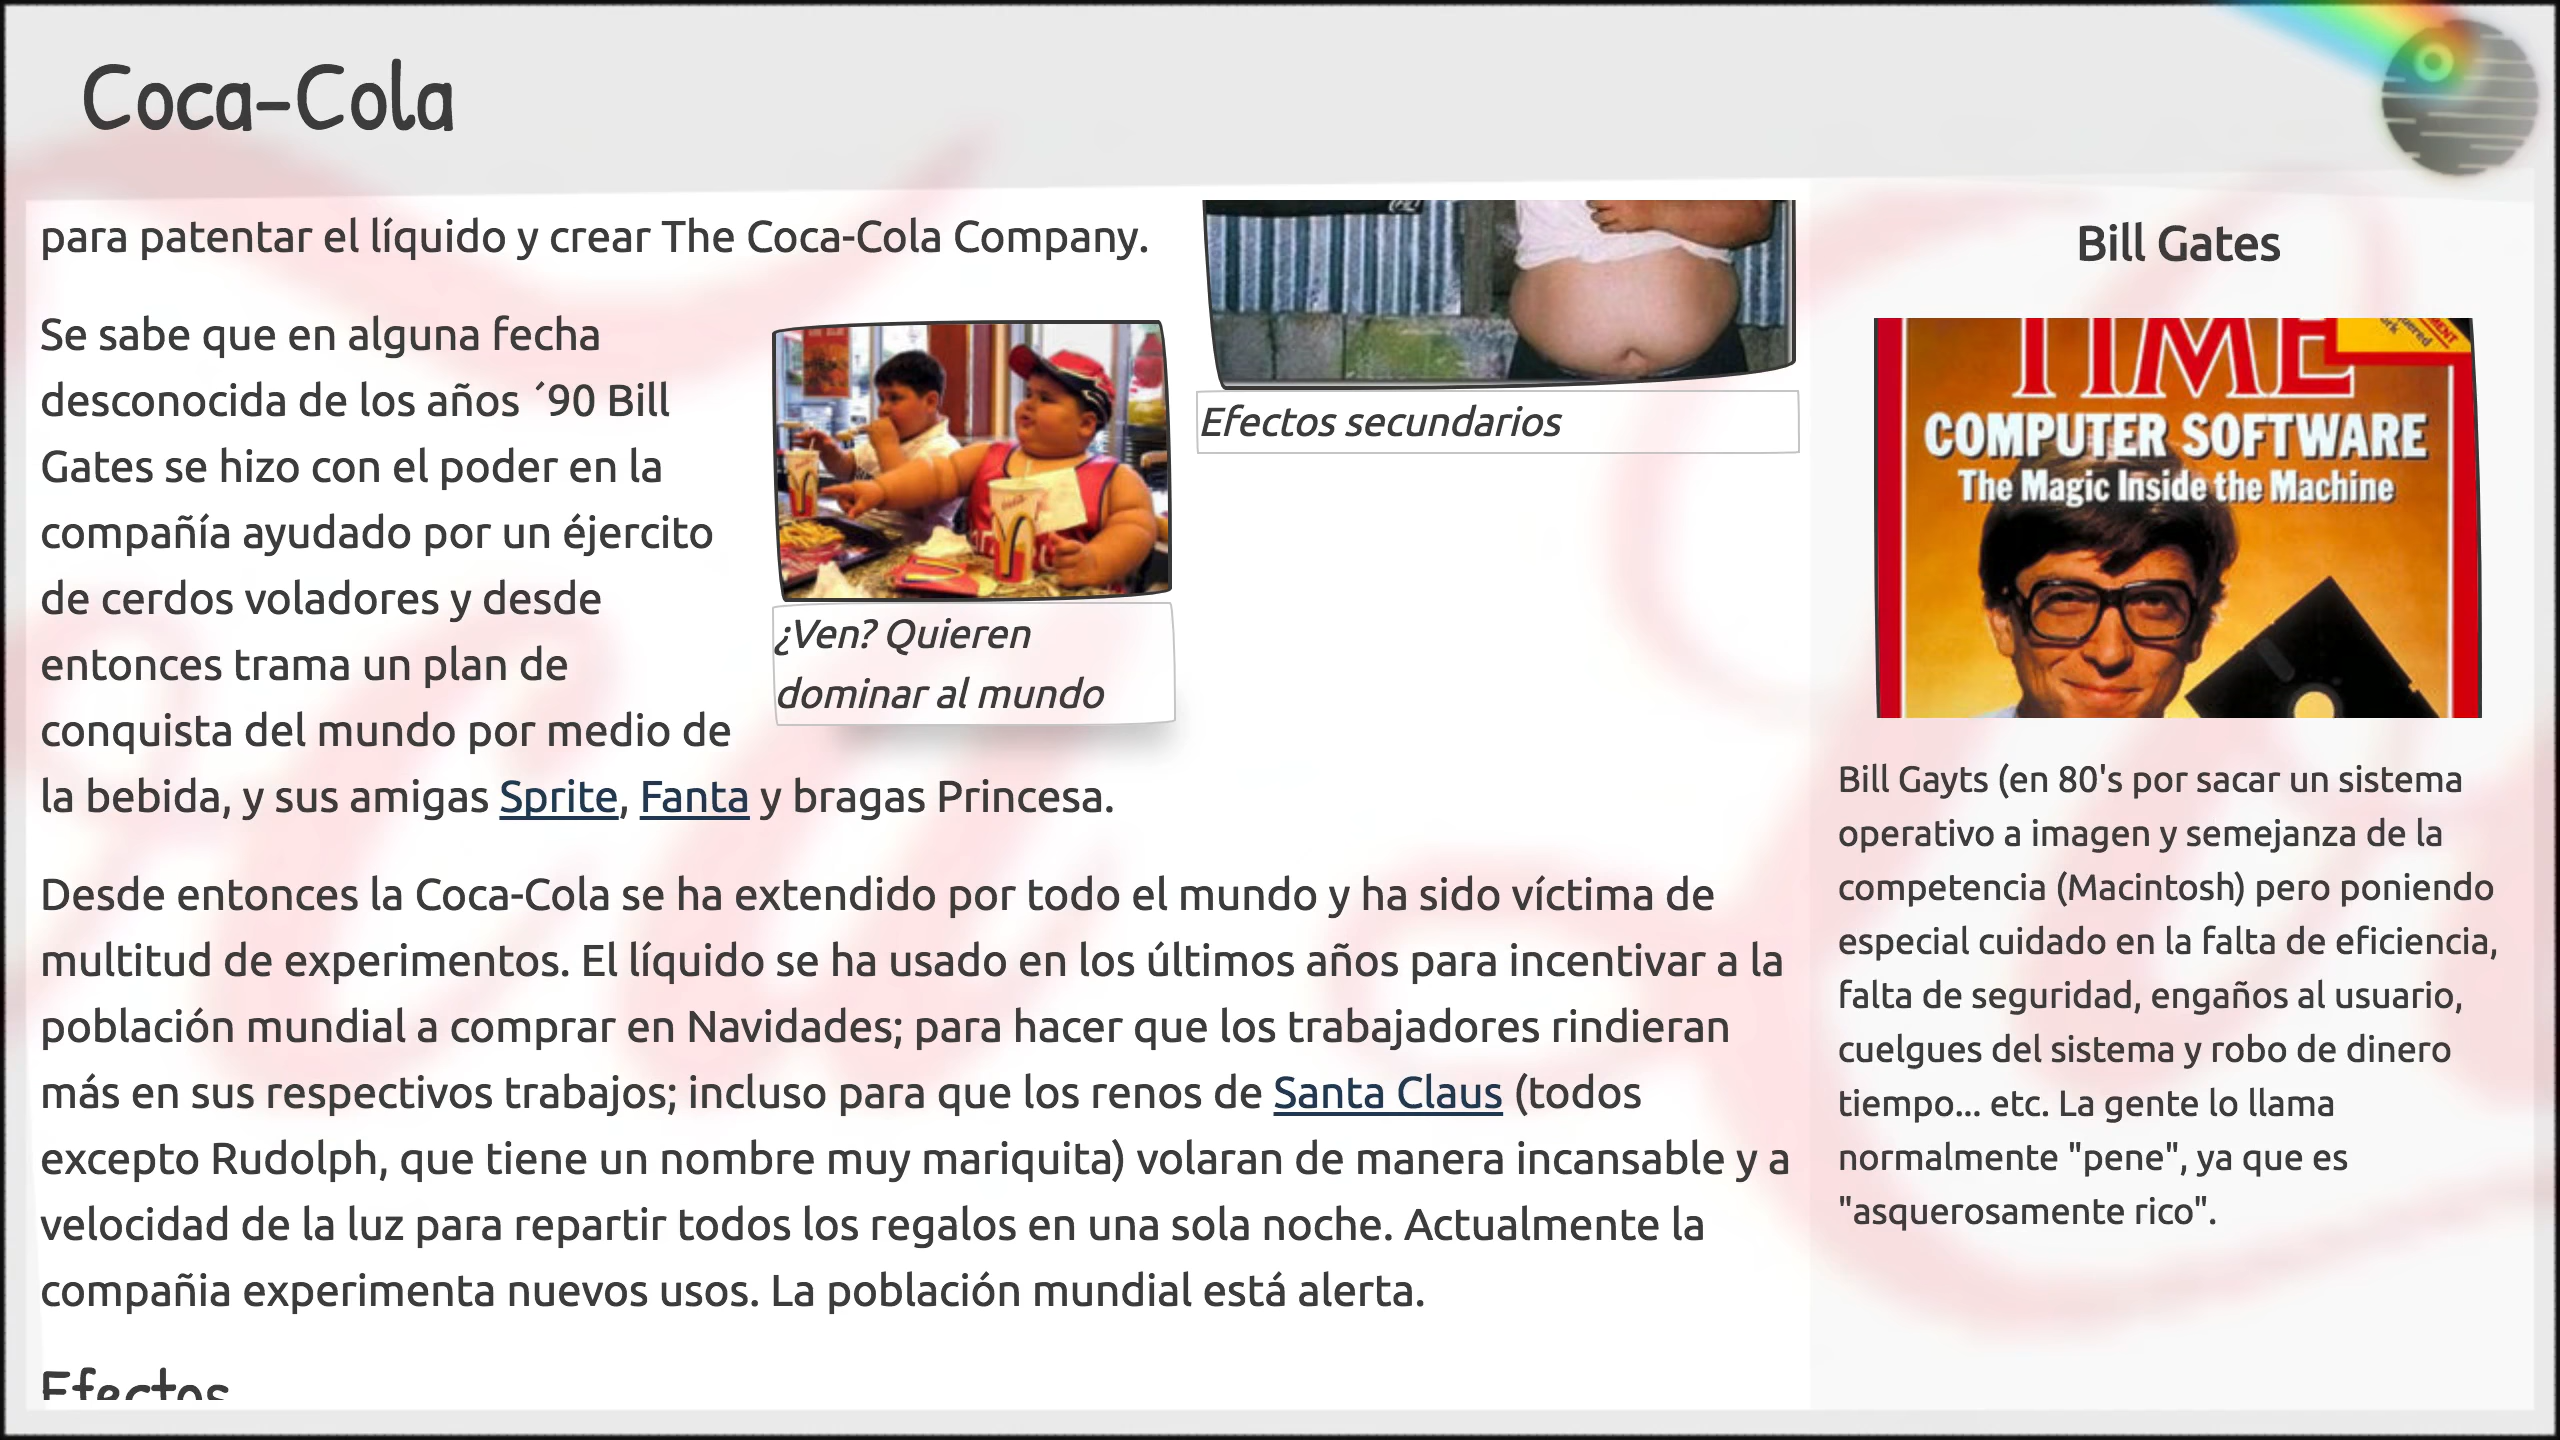 Coca-Cola
para patentar el líquido y crear The Coca-Cola Company.
Se sabe que en alguna fecha
desconocida de los años ´90 Bill
Gates se hizo con el poder en la
compañía ayudado por un éjercito
de cerdos voladores y desde
entonces trama un plan de
conquista del mundo por medio de
la bebida, y sus amigas Sprite, Fanta y bragas Princesa.
¿Ven? Quieren
dominar al mundo
Efectos secundarios
Desde entonces la Coca-Cola se ha extendido por todo el mundo y ha sido víctima de
multitud de experimentos. El líquido se ha usado en los últimos años para incentivar a la
población mundial a comprar en Navidades; para hacer que los trabajadores rindieran
más en sus respectivos trabajos; incluso para que los renos de Santa Claus (todos
excepto Rudolph, que tiene un nombre muy mariquita) volaran de manera incansable y a
velocidad de la luz para repartir todos los regalos en una sola noche. Actualmente la
compañia experimenta nuevos usos. La población mundial está alerta.
Efectos
Bill Gates
TIME
COMPUTER SOFTWARE
The Magic Inside the Machine
Bill Gayts (en 80's por sacar un sistema
operativo a imagen y semejanza de la
competencia (Macintosh) pero poniendo
especial cuidado en la falta de eficiencia,
falta de seguridad, engaños al usuario,
cuelgues del sistema y robo de dinero
tiempo... etc. La gente lo llama
normalmente "pene", ya que es
"asquerosamente rico".